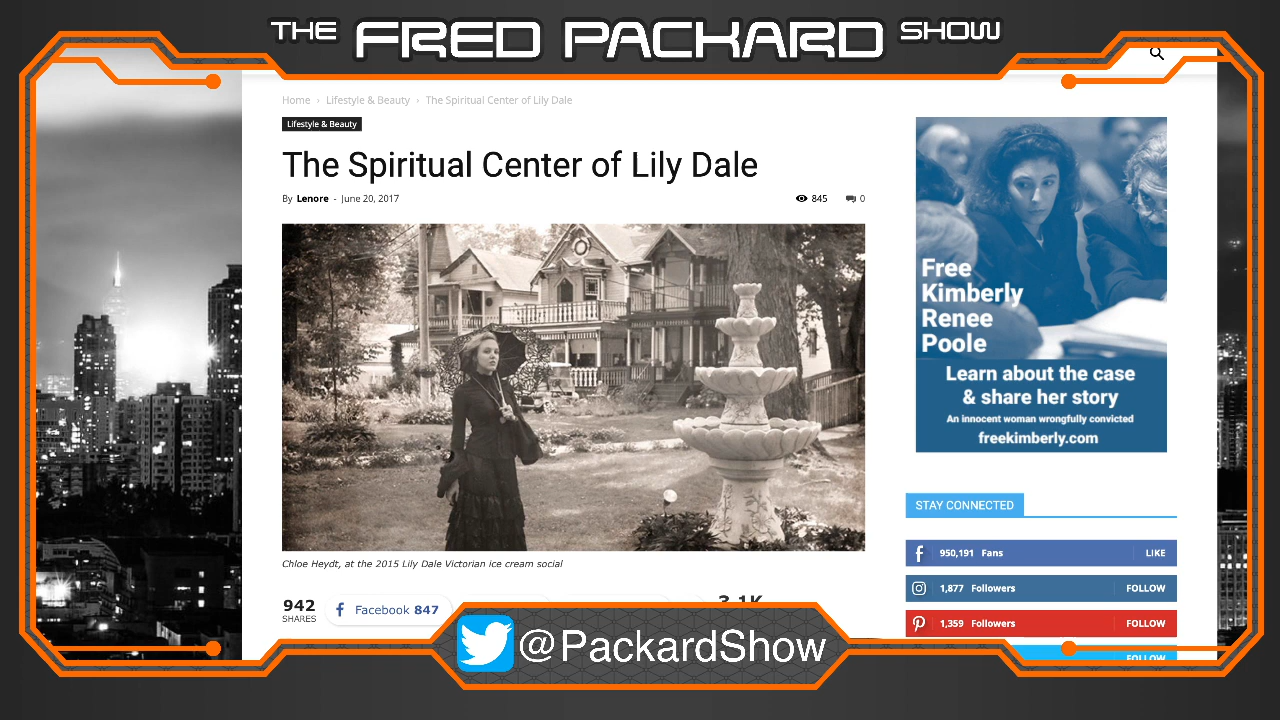 THE FRED PACKARD SHOW
Home › Lifestyle & Beauty › The Spiritual Center of Lily Dale
Lifestyle & Beauty
The Spiritual Center of Lily Dale
By Lenore - June 20, 2017
845 0
Chloe Heydt, at the 2015 Lily Dale Victorian ice cream social
942
SHARES
Facebook 847
3.1K
Free
Kimberly
Renee
Poole
Learn about the case
& share her story
An innocent woman wrongfully convicted
freekimberly.com
STAY CONNECTED
950,191 Fans LIKE
1,877 Followers FOLLOW
1,359 Followers FOLLOW
FOLLOW
@PackardShow